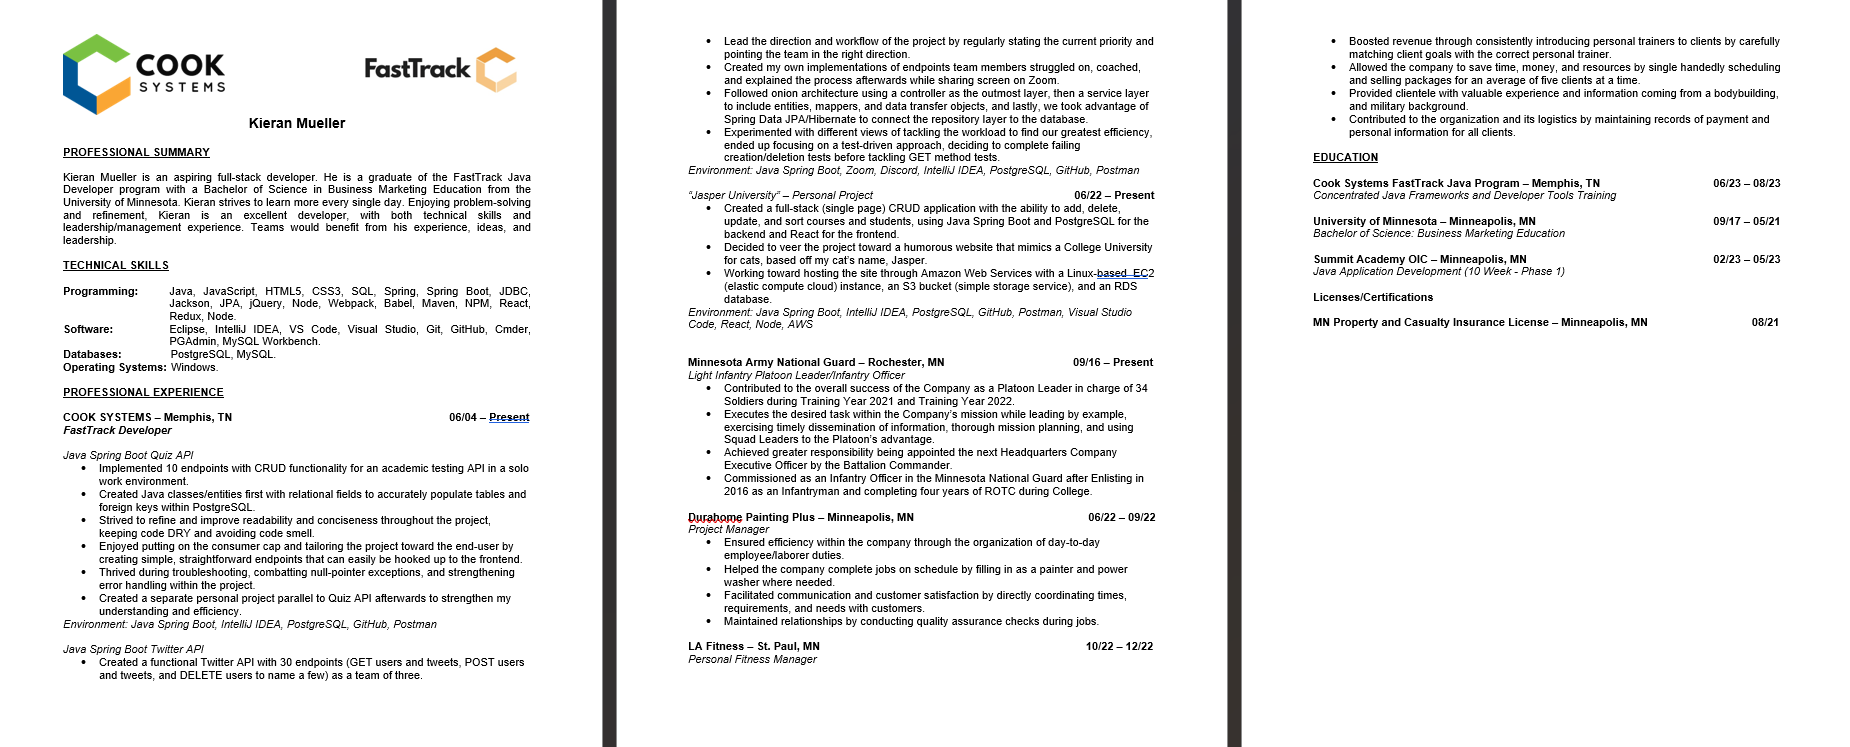 COOK
SYSTEMS
FastTrack
Kieran Mueller
PROFESSIONAL SUMMARY
Kieran Mueller is an aspiring full-stack developer. He is a graduate of the FastTrack Java
Developer program with a Bachelor of Science in Business Marketing Education from the
University of Minnesota. Kieran strives to learn more every single day. Enjoying problem-solving
and refinement, Kieran is an excellent developer, with both technical skills and
leadership/management experience. Teams would benefit from his experience, ideas, and
leadership.
TECHNICAL SKILLS
Programming: Java, JavaScript, HTML5, CSS3, SQL, Spring, Spring Boot, JDBC,
Jackson, JPA, jQuery, Node, Webpack, Babel, Maven, NPM, React,
Redux, Node.
Software: Eclipse, IntelliJ IDEA, VS Code, Visual Studio, Git, GitHub, Cmder,
PGAdmin, MySQL Workbench.
Databases: PostgreSQL, MySQL.
Operating Systems: Windows.
PROFESSIONAL EXPERIENCE
COOK SYSTEMS – Memphis, TN 06/04 – Present
FastTrack Developer
Java Spring Boot Quiz API
• Implemented 10 endpoints with CRUD functionality for an academic testing API in a solo
work environment.
• Created Java classes/entities first with relational fields to accurately populate tables and
foreign keys within PostgreSQL.
• Strived to refine and improve readability and conciseness throughout the project,
keeping code DRY and avoiding code smell.
• Enjoyed putting on the consumer cap and tailoring the project toward the end-user by
creating simple, straightforward endpoints that can easily be hooked up to the frontend.
• Thrived during troubleshooting, combatting null-pointer exceptions, and strengthening
error handling within the project.
• Created a separate personal project parallel to Quiz API afterwards to strengthen my
understanding and efficiency.
Environment: Java Spring Boot, IntelliJ IDEA, PostgreSQL, GitHub, Postman
Java Spring Boot Twitter API
• Created a functional Twitter API with 30 endpoints (GET users and tweets, POST users
and tweets, and DELETE users to name a few) as a team of three.
• Lead the direction and workflow of the project by regularly stating the current priority and
pointing the team in the right direction.
• Created my own implementations of endpoints team members struggled on, coached,
and explained the process afterwards while sharing screen on Zoom.
• Followed onion architecture using a controller as the outmost layer, then a service layer
to include entities, mappers, and data transfer objects, and lastly, we took advantage of
Spring Data JPA/Hibernate to connect the repository layer to the database.
• Experimented with different views of tackling the workload to find our greatest efficiency,
ended up focusing on a test-driven approach, deciding to complete failing
creation/deletion tests before tackling GET method tests.
Environment: Java Spring Boot, Zoom, Discord, IntelliJ IDEA, PostgreSQL, GitHub, Postman
“Jasper University” – Personal Project 06/22 – Present
• Created a full-stack (single page) CRUD application with the ability to add, delete,
update, and sort courses and students, using Java Spring Boot and PostgreSQL for the
backend and React for the frontend.
• Decided to veer the project toward a humorous website that mimics a College University
for cats, based off my cat’s name, Jasper.
• Working toward hosting the site through Amazon Web Services with a Linux-based EC2
(elastic compute cloud) instance, an S3 bucket (simple storage service), and an RDS
database.
Environment: Java Spring Boot, IntelliJ IDEA, PostgreSQL, GitHub, Postman, Visual Studio
Code, React, Node, AWS
Minnesota Army National Guard – Rochester, MN 09/16 – Present
Light Infantry Platoon Leader/Infantry Officer
• Contributed to the overall success of the Company as a Platoon Leader in charge of 34
Soldiers during Training Year 2021 and Training Year 2022.
• Executes the desired task within the Company’s mission while leading by example,
exercising timely dissemination of information, thorough mission planning, and using
Squad Leaders to the Platoon’s advantage.
• Achieved greater responsibility being appointed the next Headquarters Company
Executive Officer by the Battalion Commander.
• Commissioned as an Infantry Officer in the Minnesota National Guard after Enlisting in
2016 as an Infantryman and completing four years of ROTC during College.
Durahome Painting Plus – Minneapolis, MN 06/22 – 09/22
Project Manager
• Ensured efficiency within the company through the organization of day-to-day
employee/laborer duties.
• Helped the company complete jobs on schedule by filling in as a painter and power
washer where needed.
• Facilitated communication and customer satisfaction by directly coordinating times,
requirements, and needs with customers.
• Maintained relationships by conducting quality assurance checks during jobs.
LA Fitness – St. Paul, MN 10/22 – 12/22
Personal Fitness Manager
• Boosted revenue through consistently introducing personal trainers to clients by carefully
matching client goals with the correct personal trainer.
• Allowed the company to save time, money, and resources by single handedly scheduling
and selling packages for an average of five clients at a time.
• Provided clientele with valuable experience and information coming from a bodybuilding,
and military background.
• Contributed to the organization and its logistics by maintaining records of payment and
personal information for all clients.
EDUCATION
Cook Systems FastTrack Java Program – Memphis, TN 06/23 – 08/23
Concentrated Java Frameworks and Developer Tools Training
University of Minnesota – Minneapolis, MN 09/17 – 05/21
Bachelor of Science: Business Marketing Education
Summit Academy OIC – Minneapolis, MN 02/23 – 05/23
Java Application Development (10 Week - Phase 1)
Licenses/Certifications
MN Property and Casualty Insurance License – Minneapolis, MN 08/21